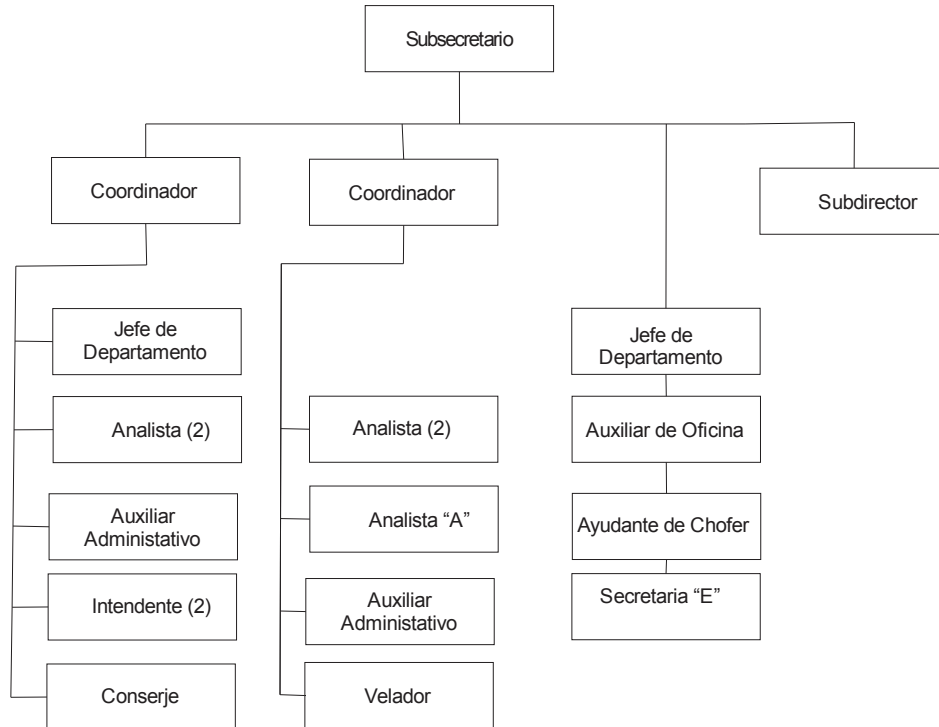 Subsecretario
Coordinador
Coordinador
Subdirector
Jefe de
Departamento
Jefe de
Departamento
Analista (2)
Analista (2)
Auxiliar de Oficina
Auxiliar
Administativo
Analista “A”
Ayudante de Chofer
Intendente (2)
Auxiliar
Administativo
Secretaria “E”
Conserje
Velador